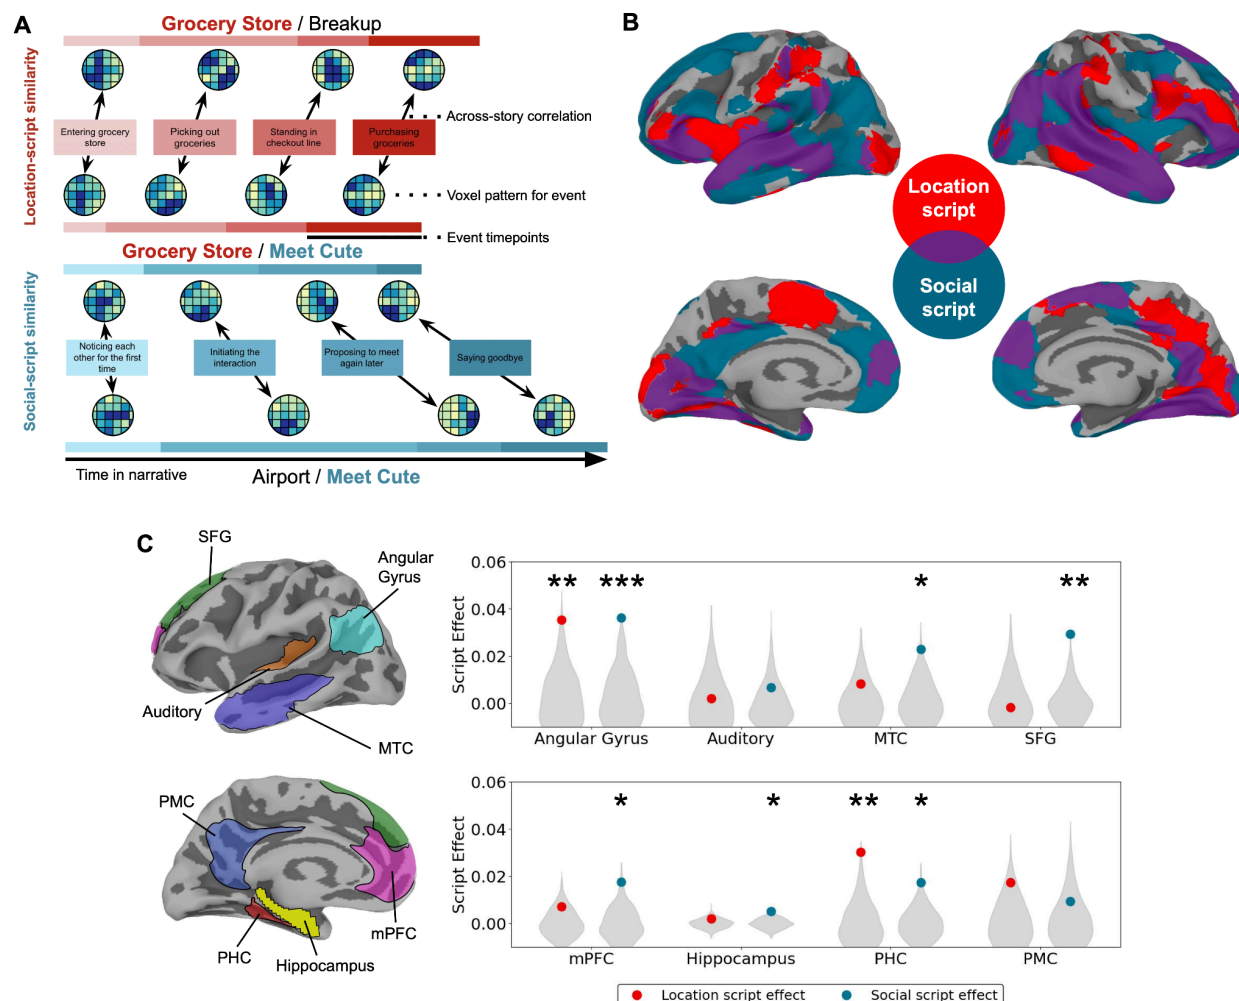 A
Grocery Store / Breakup
Location-script similarity
Entering grocery
store
Picking out
groceries
Standing in
checkout line
Purchasing
groceries
Across-story correlation
Voxel pattern for event
Event timepoints
Grocery Store / Meet Cute
Social-script similarity
Noticing each
other for the first
time
Initiating the
interaction
Proposing to meet
again later
Saying goodbye
Time in narrative
Airport / Meet Cute
B
Location
script
Social
script
C
SFG
Angular
Gyrus
Auditory
MTC
PMC
PHC
Hippocampus
mPFC
Script Effect
0.06
0.04
0.02
0.00
** *** * **
Angular Gyrus Auditory MTC SFG
Script Effect
0.06
0.04
0.02
0.00
* * ** *
mPFC Hippocampus PHC PMC
Location script effect Social script effect